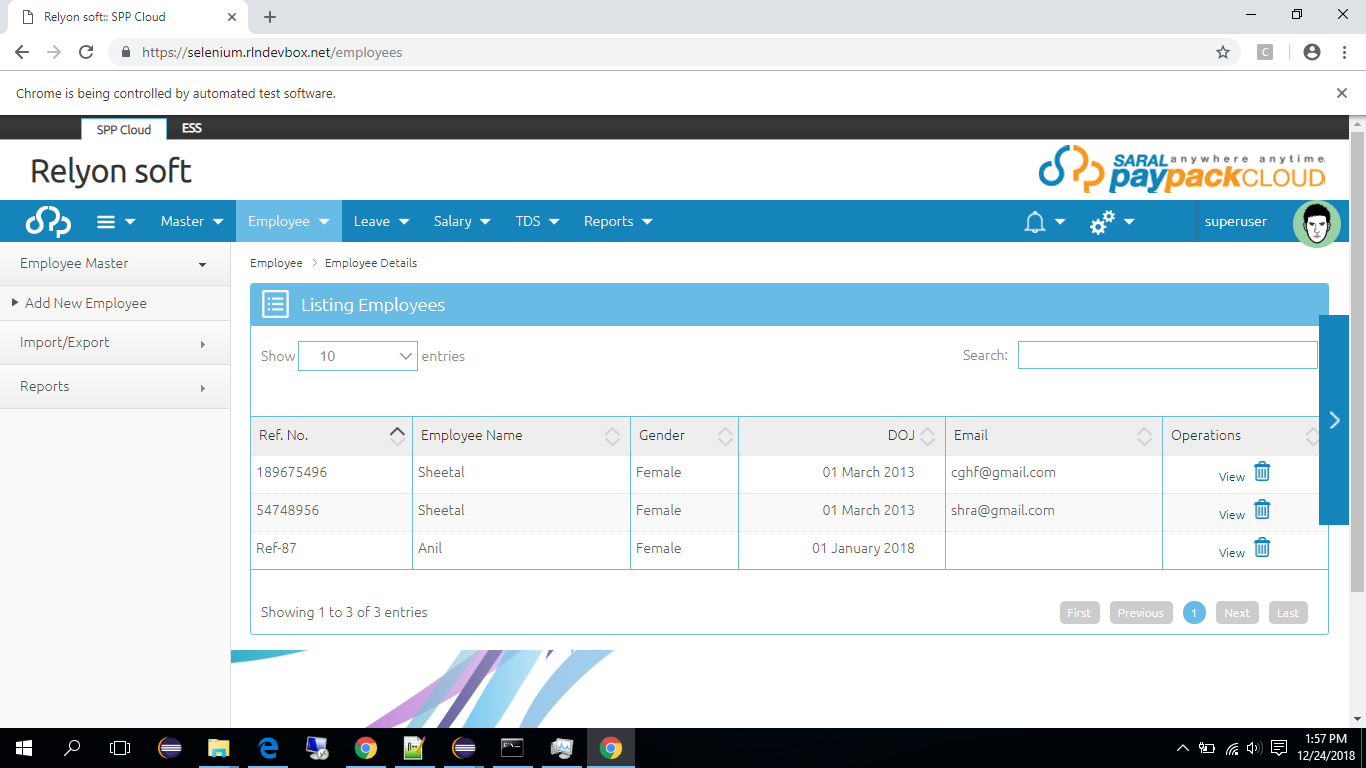 Relyon soft:: SPP Cloud
https://selenium.rlndevbox.net/employees
C
Chrome is being controlled by automated test software.
SPP Cloud ESS
Relyon soft
SARAL anywhere anytime
paypackCLOUD
Master Employee Leave Salary TDS Reports superuser
Employee Master
Add New Employee
Import/Export
Reports
Employee > Employee Details
Listing Employees
Show 10 entries Search:
Ref. No. Employee Name Gender DOJ Email Operations
189675496 Sheetal Female 01 March 2013 cghf@gmail.com View
54748956 Sheetal Female 01 March 2013 shra@gmail.com View
Ref-87 Anil Female 01 January 2018 View
Showing 1 to 3 of 3 entries First Previous 1 Next Last
1:57 PM
12/24/2018